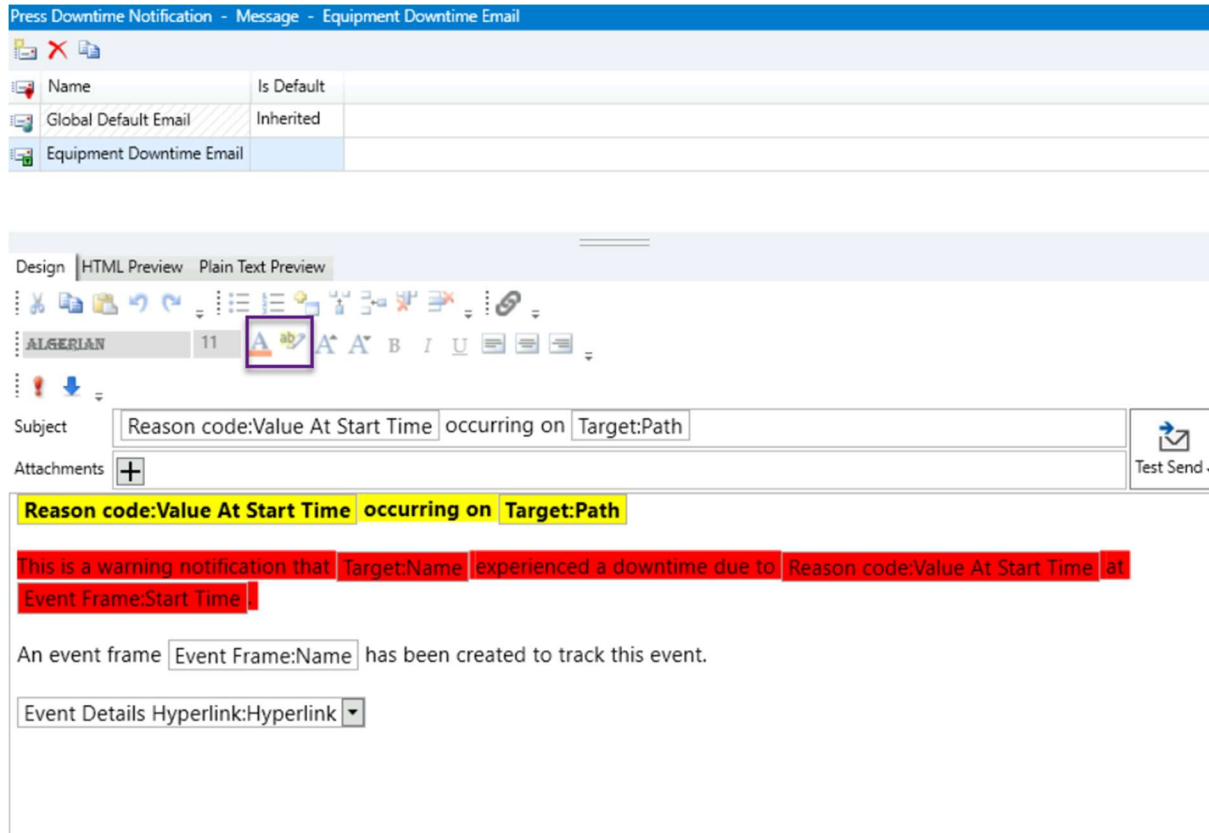 Press Downtime Notification - Message - Equipment Downtime Email
Name Is Default
Global Default Email Inherited
Equipment Downtime Email
Design HTML Preview Plain Text Preview
ALGERIAN 11 A ab A A B I U
Subject Reason code:Value At Start Time occurring on Target:Path
Attachments
Test Send
Reason code:Value At Start Time occurring on Target:Path
This is a warning notification that Target:Name experienced a downtime due to Reason code:Value At Start Time at
Event Frame:Start Time .
An event frame Event Frame:Name has been created to track this event.
Event Details Hyperlink:Hyperlink